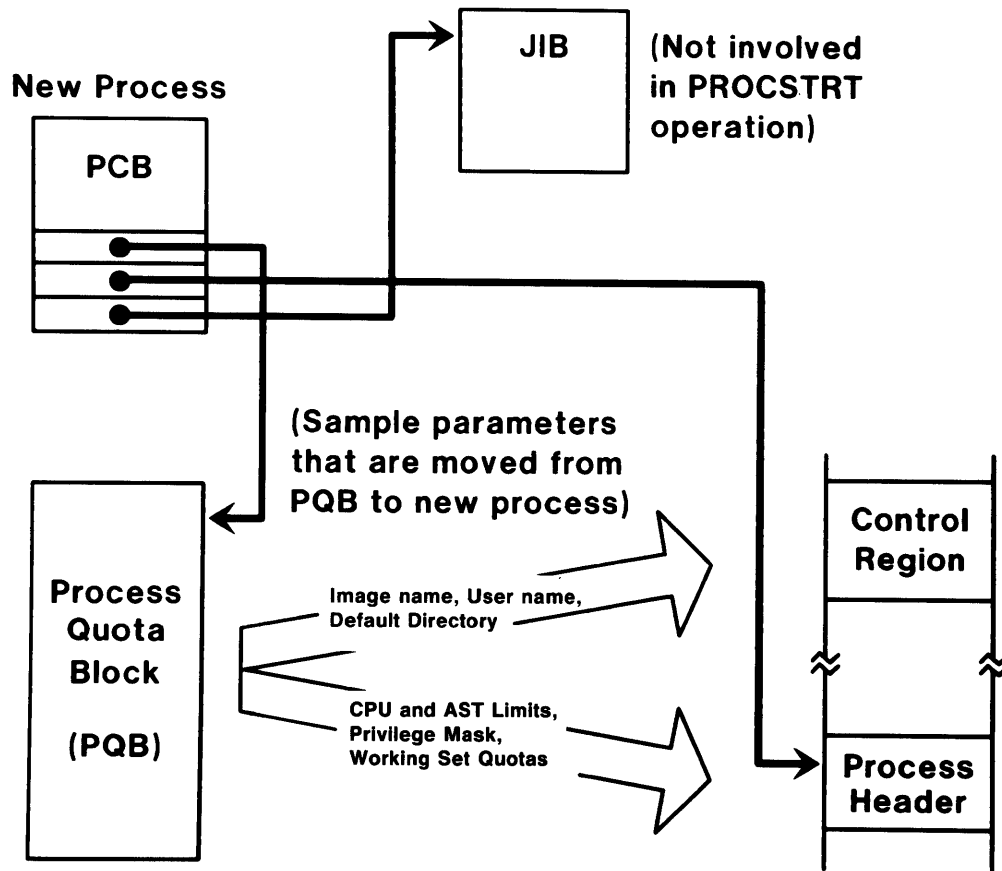 JIB
(Not involved
in PROCSTRT
operation)
New Process
PCB
(Sample parameters
that are moved from
PQB to new process)
Process
Quota
Block
(PQB)
Image name, User name,
Default Directory
CPU and AST Limits,
Privilege Mask,
Working Set Quotas
Control
Region
Process
Header